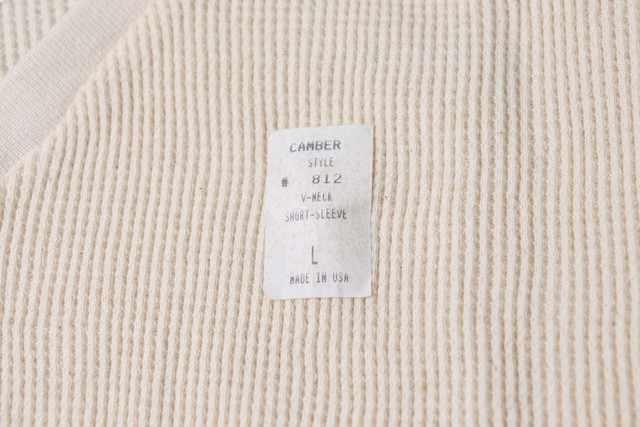 CAMBER
STYLE
# 812
V-NECK
SHORT-SLEEVE
L
MADE IN USA